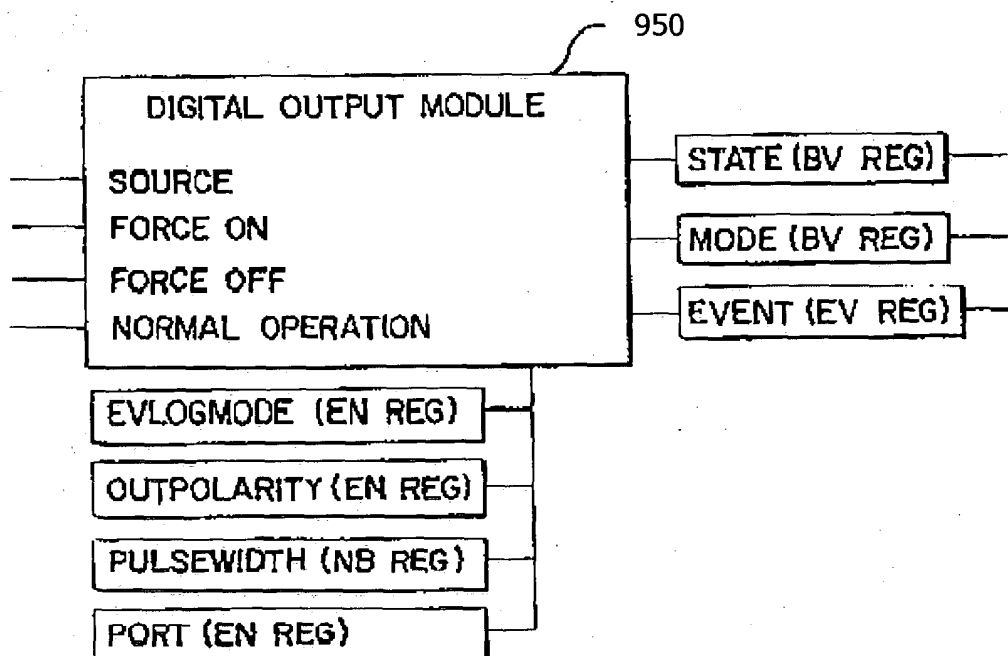 950
DIGITAL OUTPUT MODULE
SOURCE
FORCE ON
FORCE OFF
NORMAL OPERATION
STATE (BV REG)
MODE (BV REG)
EVENT (EV REG)
EVLOGMODE (EN REG)
OUTPOLARITY (EN REG)
PULSEWIDTH (NB REG)
PORT (EN REG)